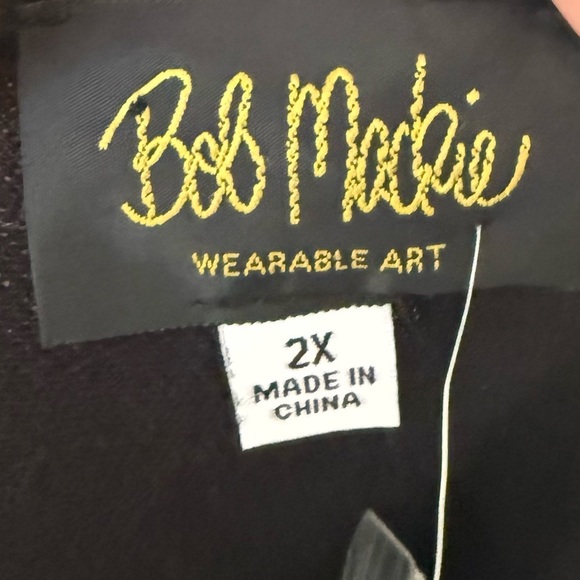 Bob Mackie
WEARABLE ART
2X
MADE IN
CHINA